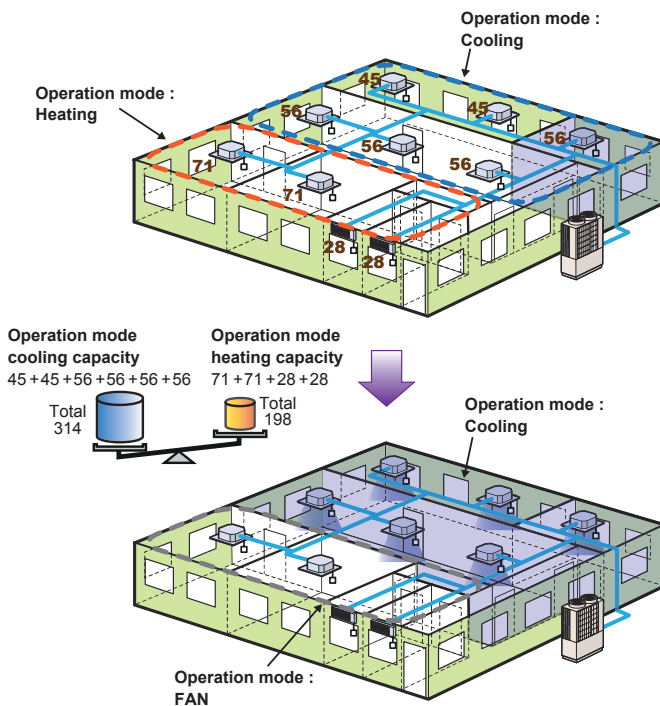 Operation mode :
Cooling
Operation mode :
Heating
45
56
45
56
56
71
56
71
28
28
Operation mode
cooling capacity
45 +45 +56 +56 +56 +56
Total
314
Operation mode
heating capacity
71 +71 +28 +28
Total
198
Operation mode :
Cooling
Operation mode :
FAN